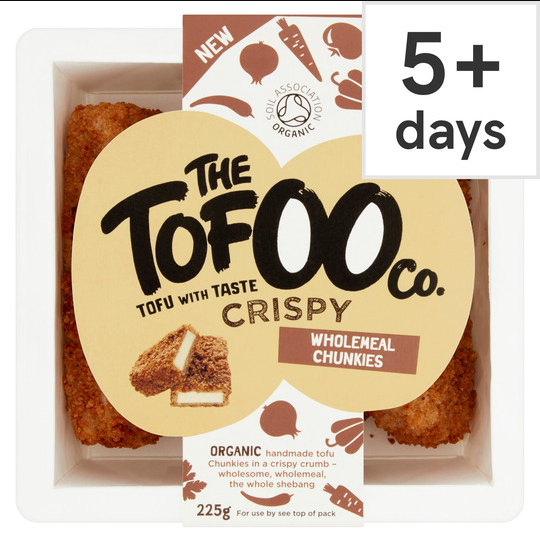 NEW
5+
days
SOIL ASSOCIATION
ORGANIC
THE
TOFOO Co.
TOFU WITH TASTE
CRISPY
WHOLEMEAL
CHUNKIES
ORGANIC handmade tofu
Chunkies in a crispy crumb –
wholesome, wholemeal,
the whole shebang
225g For use by see top of pack